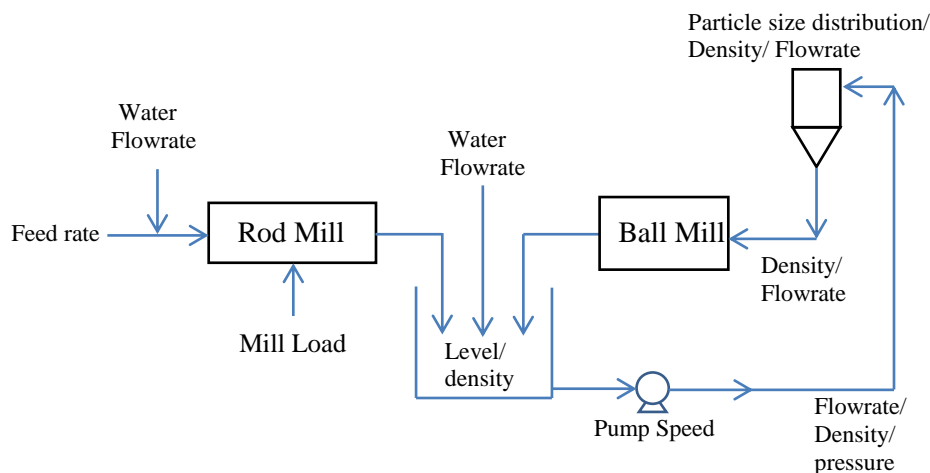 Particle size distribution/
Density/ Flowrate
Water
Flowrate
Water
Flowrate
Feed rate
Rod Mill
Ball Mill
Density/
Flowrate
Mill Load
Level/
density
Pump Speed
Flowrate/
Density/
pressure